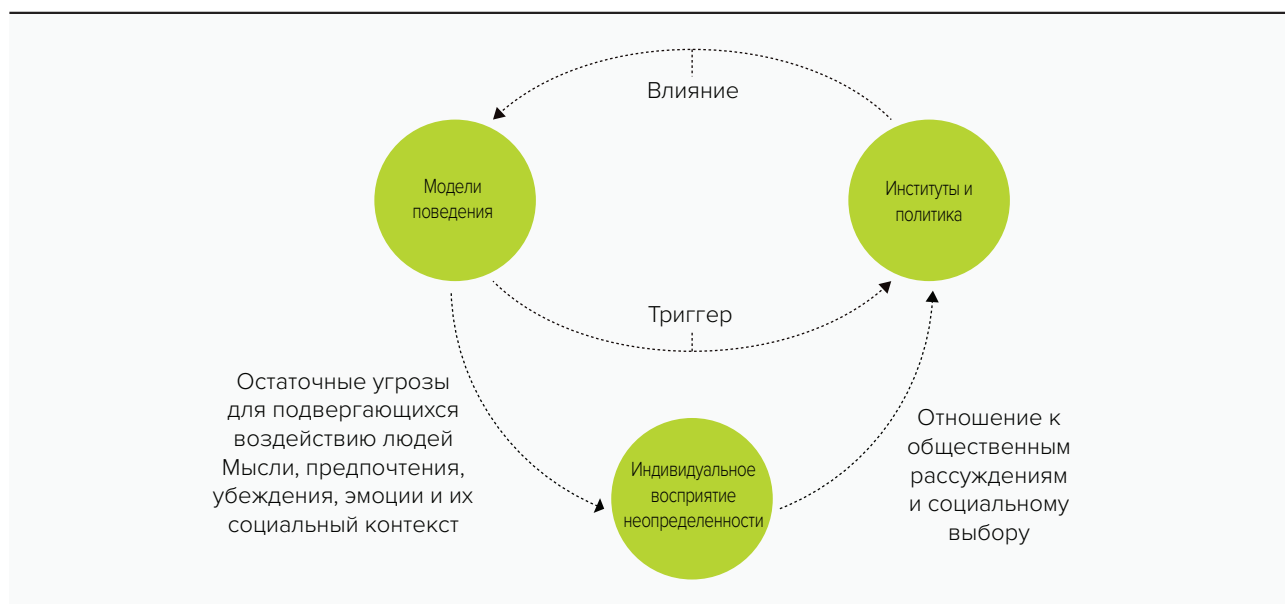 Влияние
Модели
поведения
Институты и
политика
Триггер
Остаточные угрозы
для подвергающихся
воздействию людей
Мысли, предпочтения,
убеждения, эмоции и их
социальный контекст
Индивидуальное
восприятие
неопределенности
Отношение к
общественным
рассуждениям
и социальному
выбору